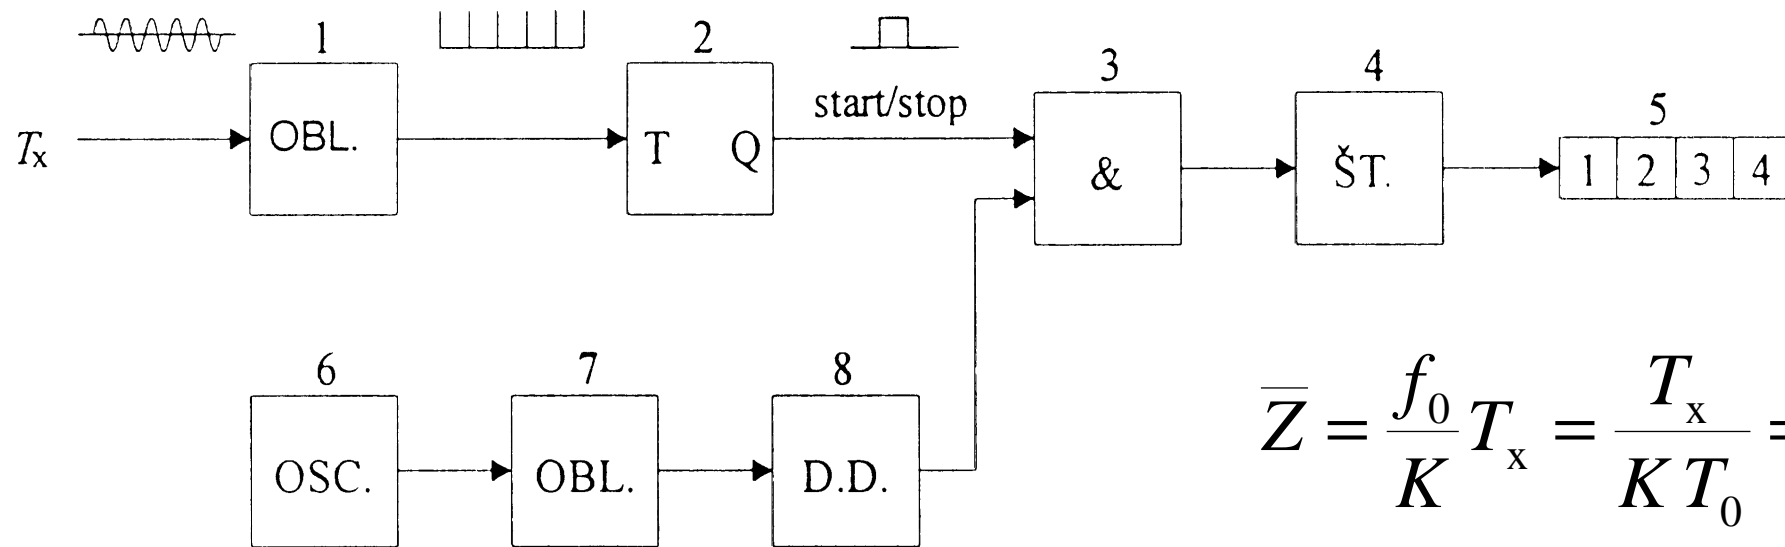 1
2
3
4
5
OBL.
T Q
start/stop
&
ŠT.
1 2 3 4
Tₓ
6
7
8
OSC.
OBL.
D.D.
Z̅ = f₀/K Tₓ = Tₓ/(K T₀) =